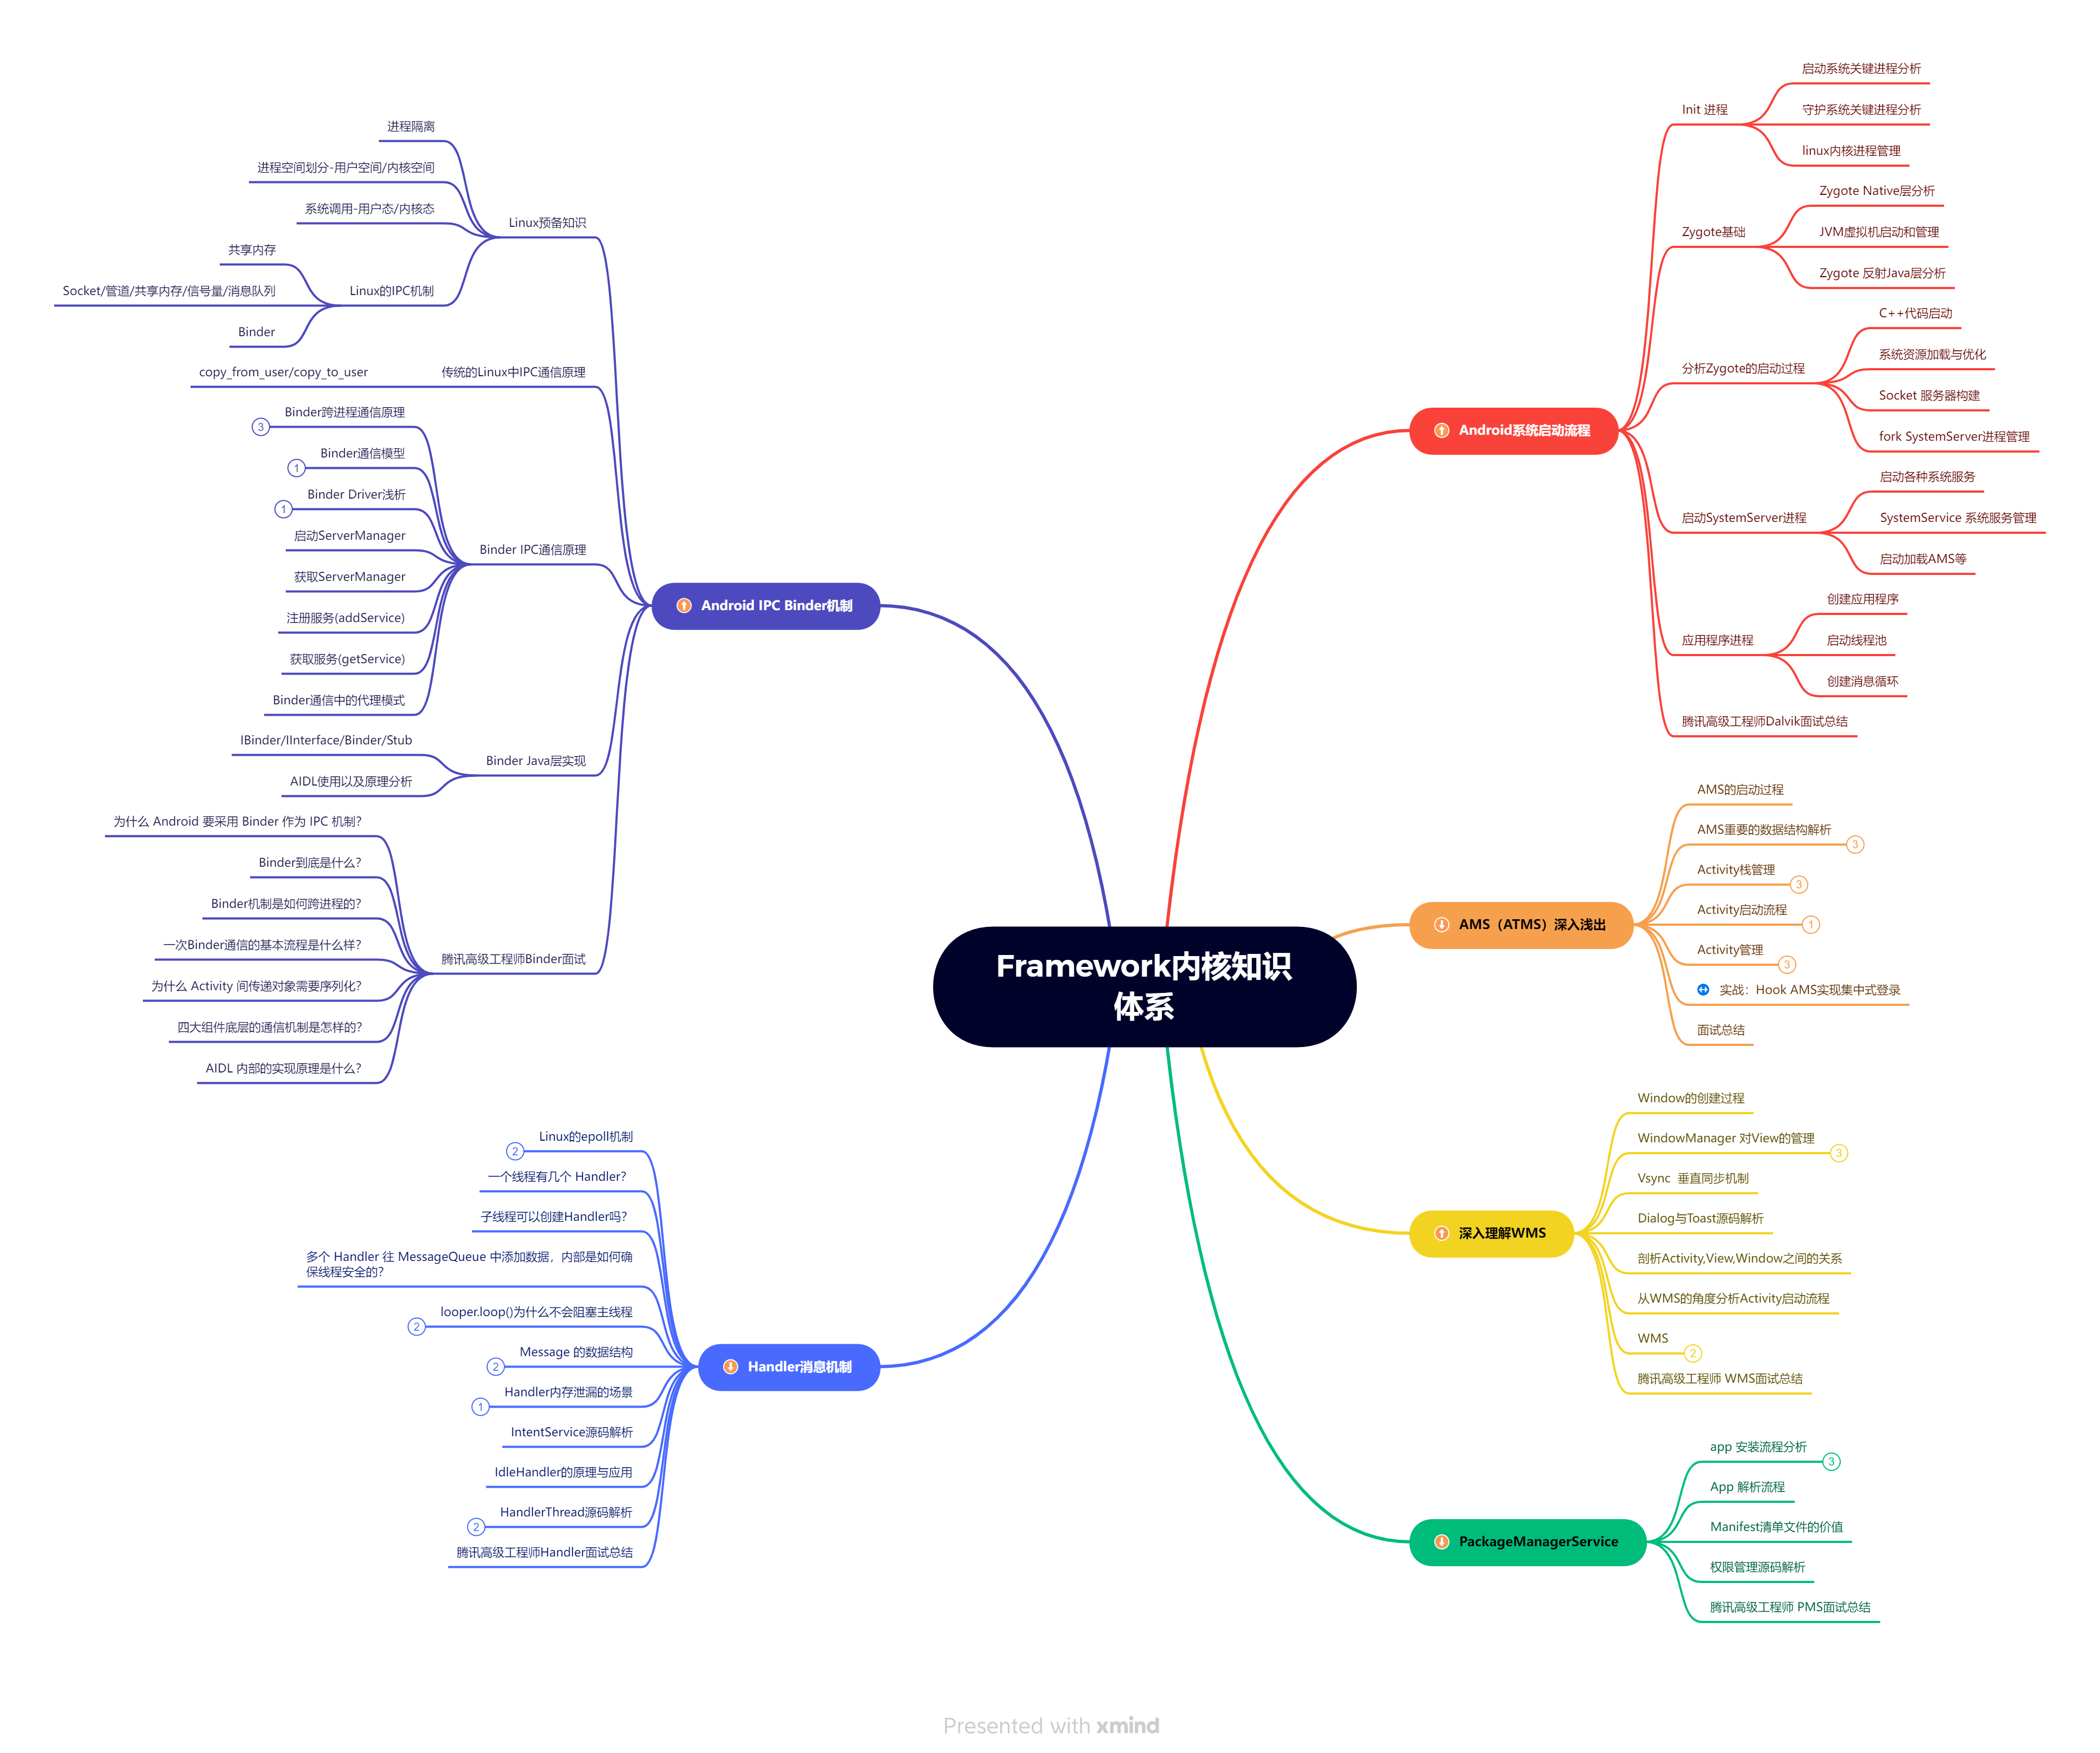 Framework内核知识
体系
Android系统启动流程
Init 进程
启动系统关键进程分析
守护系统关键进程分析
linux内核进程管理
Zygote基础
Zygote Native层分析
JVM虚拟机启动和管理
Zygote 反射Java层分析
分析Zygote的启动过程
C++代码启动
系统资源加载与优化
Socket 服务器构建
fork SystemServer进程管理
启动SystemServer进程
启动各种系统服务
SystemService 系统服务管理
启动加载AMS等
应用程序进程
创建应用程序
启动线程池
创建消息循环
腾讯高级工程师Dalvik面试总结
AMS（ATMS）深入浅出
AMS的启动过程
AMS重要的数据结构解析
3
Activity栈管理
3
Activity启动流程
1
Activity管理
3
实战：Hook AMS实现集中式登录
面试总结
深入理解WMS
Window的创建过程
WindowManager 对View的管理
3
Vsync  垂直同步机制
Dialog与Toast源码解析
剖析Activity,View,Window之间的关系
从WMS的角度分析Activity启动流程
WMS
2
腾讯高级工程师 WMS面试总结
PackageManagerService
app 安装流程分析
3
App 解析流程
Manifest清单文件的价值
权限管理源码解析
腾讯高级工程师 PMS面试总结
Android IPC Binder机制
Linux预备知识
进程隔离
进程空间划分-用户空间/内核空间
系统调用-用户态/内核态
Linux的IPC机制
共享内存
Socket/管道/共享内存/信号量/消息队列
Binder
传统的Linux中IPC通信原理
copy_from_user/copy_to_user
Binder IPC通信原理
Binder跨进程通信原理
3
Binder通信模型
1
Binder Driver浅析
1
启动ServerManager
获取ServerManager
注册服务(addService)
获取服务(getService)
Binder通信中的代理模式
Binder Java层实现
IBinder/IInterface/Binder/Stub
AIDL使用以及原理分析
腾讯高级工程师Binder面试
为什么 Android 要采用 Binder 作为 IPC 机制？
Binder到底是什么？
Binder机制是如何跨进程的？
一次Binder通信的基本流程是什么样？
为什么 Activity 间传递对象需要序列化？
四大组件底层的通信机制是怎样的？
AIDL 内部的实现原理是什么？
Handler消息机制
Linux的epoll机制
2
一个线程有几个 Handler？
子线程可以创建Handler吗？
多个 Handler 往 MessageQueue 中添加数据，内部是如何确
保线程安全的？
looper.loop()为什么不会阻塞主线程
2
Message 的数据结构
2
Handler内存泄漏的场景
1
IntentService源码解析
IdleHandler的原理与应用
HandlerThread源码解析
2
腾讯高级工程师Handler面试总结
Presented with xmind